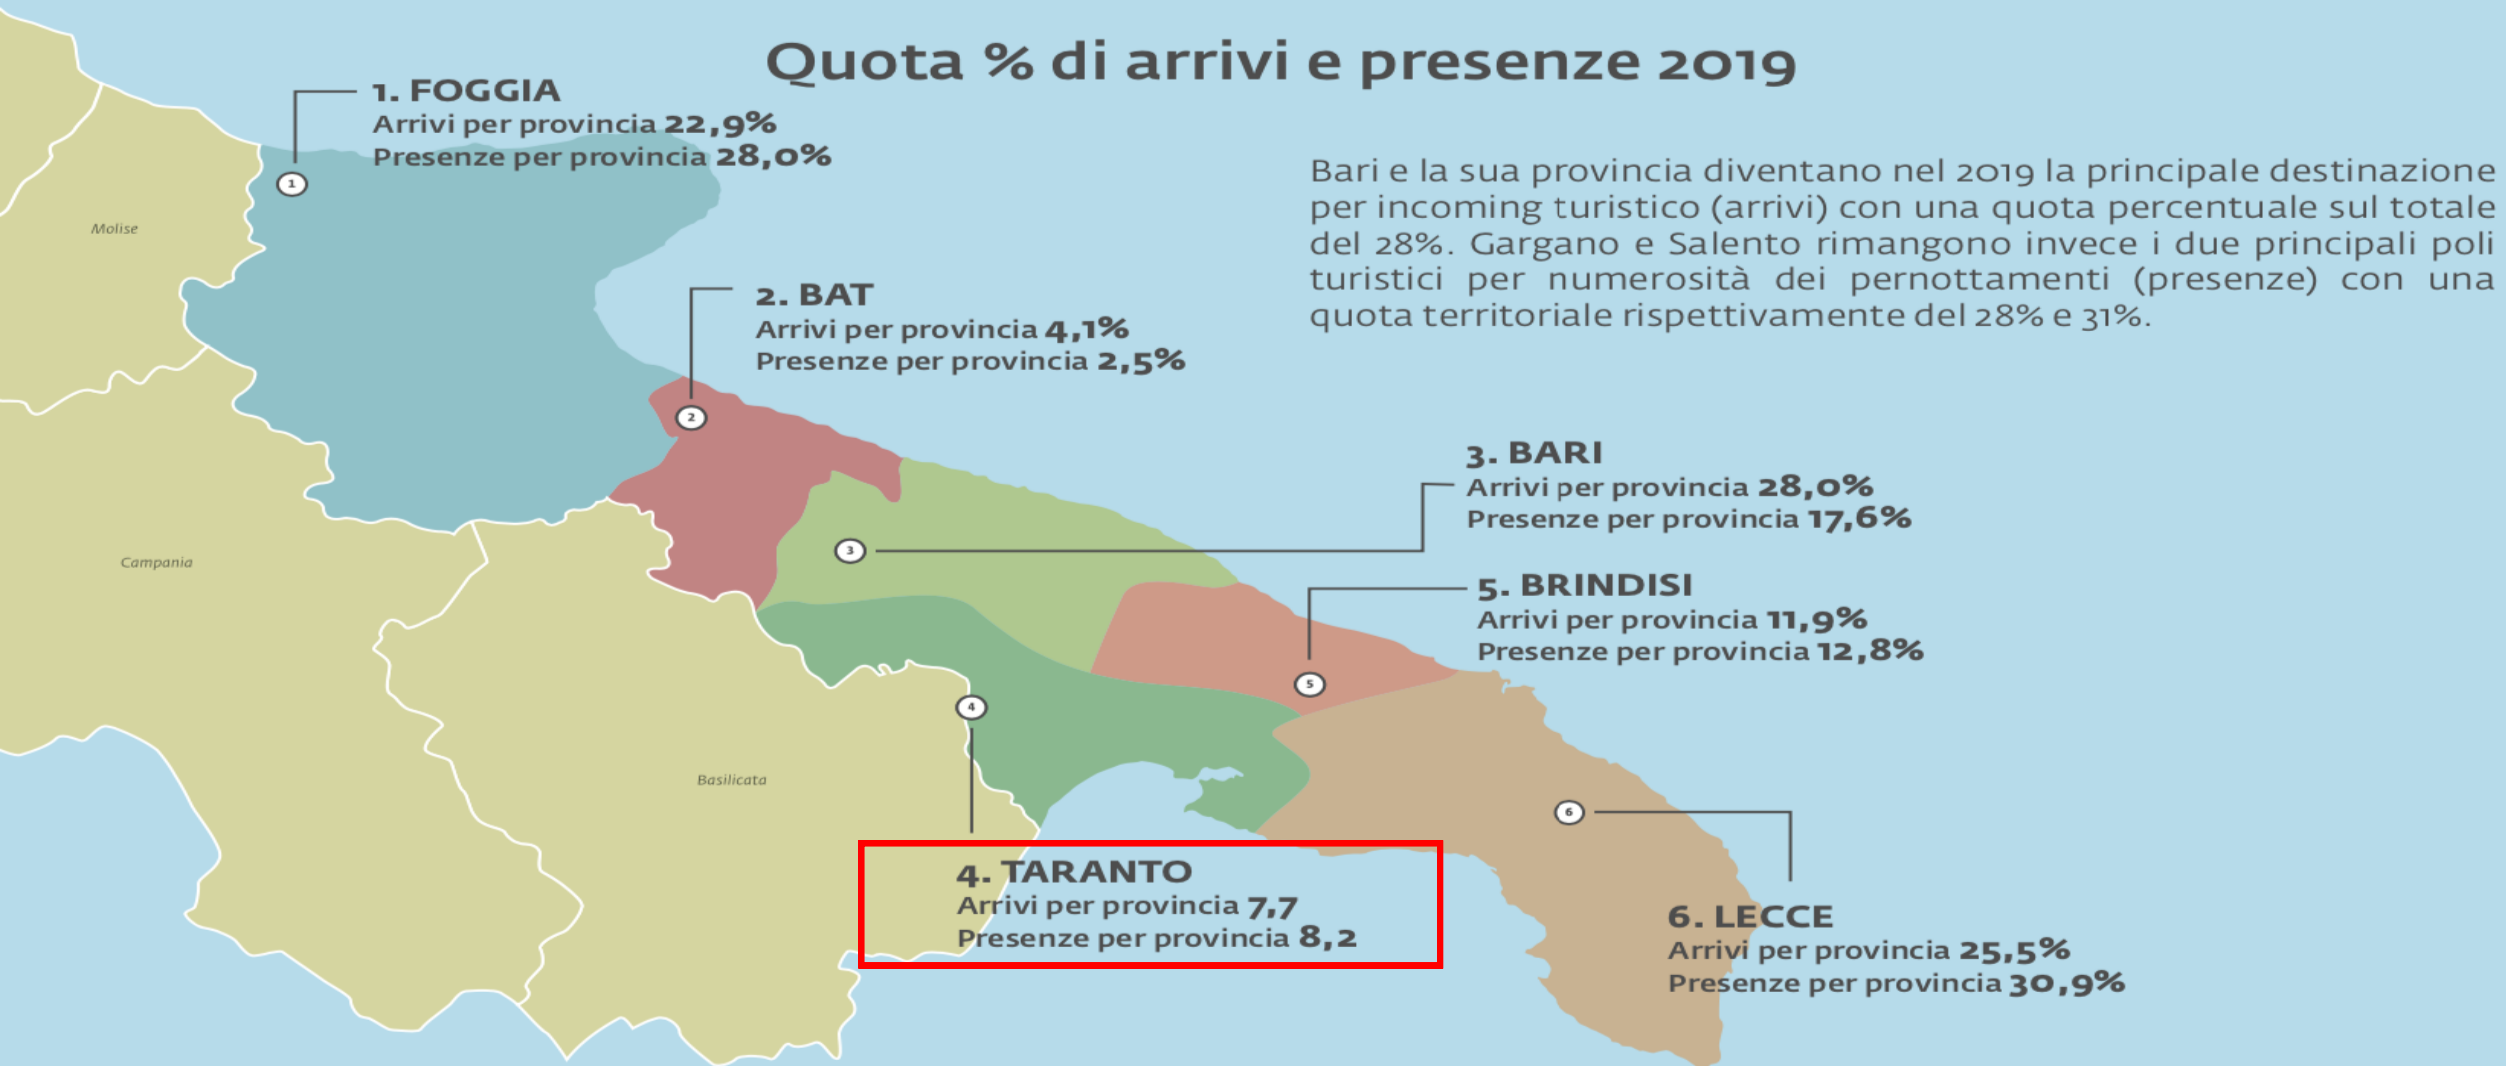 Quota % di arrivi e presenze 2019
1. FOGGIA
Arrivi per provincia 22,9%
Presenze per provincia 28,0%
1
Bari e la sua provincia diventano nel 2019 la principale destinazione
per incoming turistico (arrivi) con una quota percentuale sul totale
del 28%. Gargano e Salento rimangono invece i due principali poli
turistici per numerosità dei pernottamenti (presenze) con una
quota territoriale rispettivamente del 28% e 31%.
Molise
2. BAT
Arrivi per provincia 4,1%
Presenze per provincia 2,5%
2
3. BARI
Arrivi per provincia 28,0%
Presenze per provincia 17,6%
3
Campania
5. BRINDISI
Arrivi per provincia 11,9%
Presenze per provincia 12,8%
5
4
Basilicata
6
4. TARANTO
Arrivi per provincia 7,7
Presenze per provincia 8,2
6. LECCE
Arrivi per provincia 25,5%
Presenze per provincia 30,9%